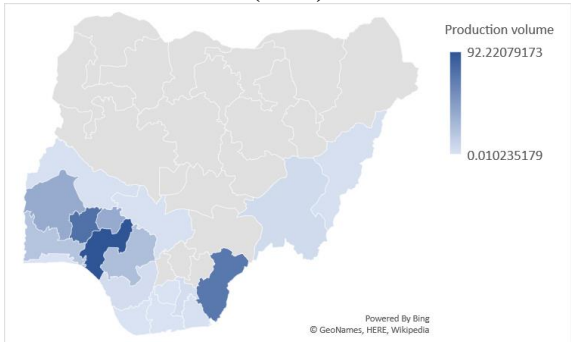 Production volume
92.22079173
0.010235179
Powered By Bing
© GeoNames, HERE, Wikipedia